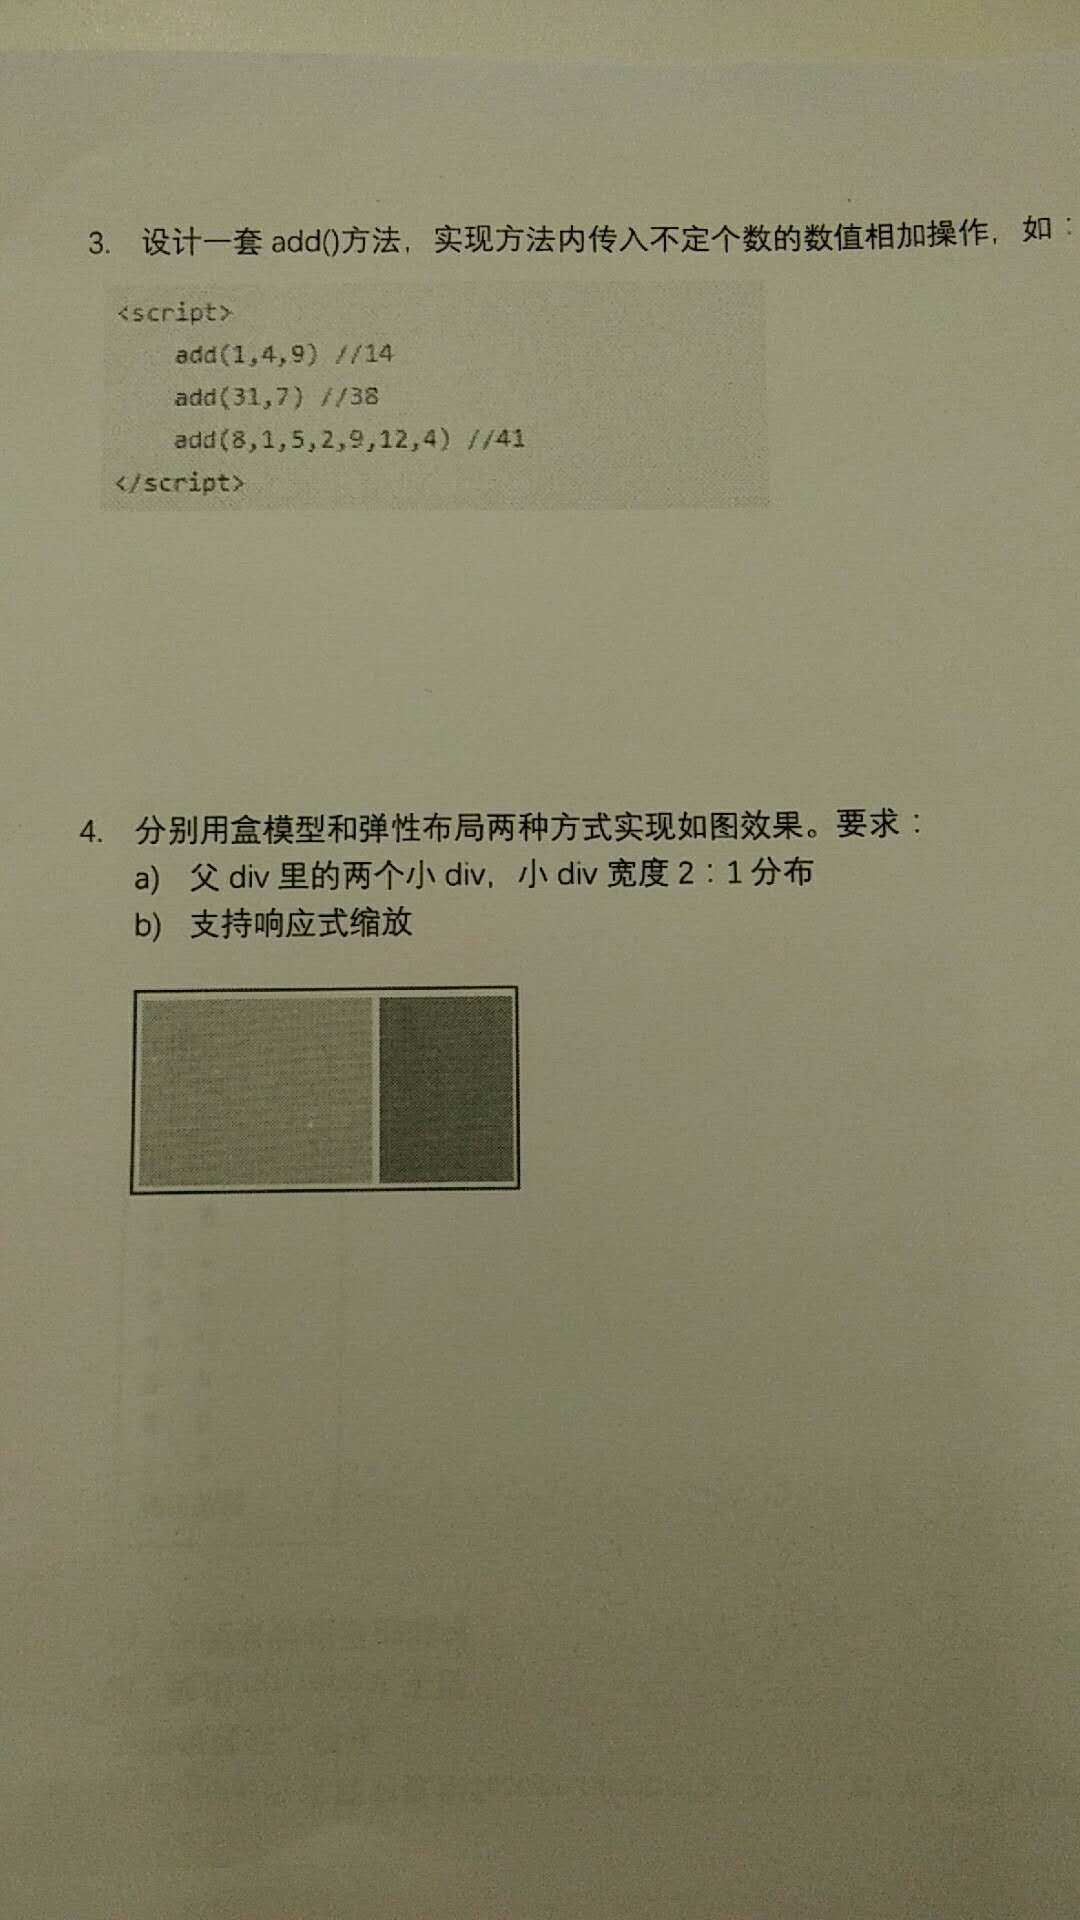 3. 设计一套 add()方法，实现方法内传入不定个数的数值相加操作，如：
<script>
add(1,4,9) //14
add(31,7) //38
add(8,1,5,2,9,12,4) //41
</script>
4. 分别用盒模型和弹性布局两种方式实现如图效果。要求：
a) 父 div 里的两个小 div，小 div 宽度 2：1 分布
b) 支持响应式缩放